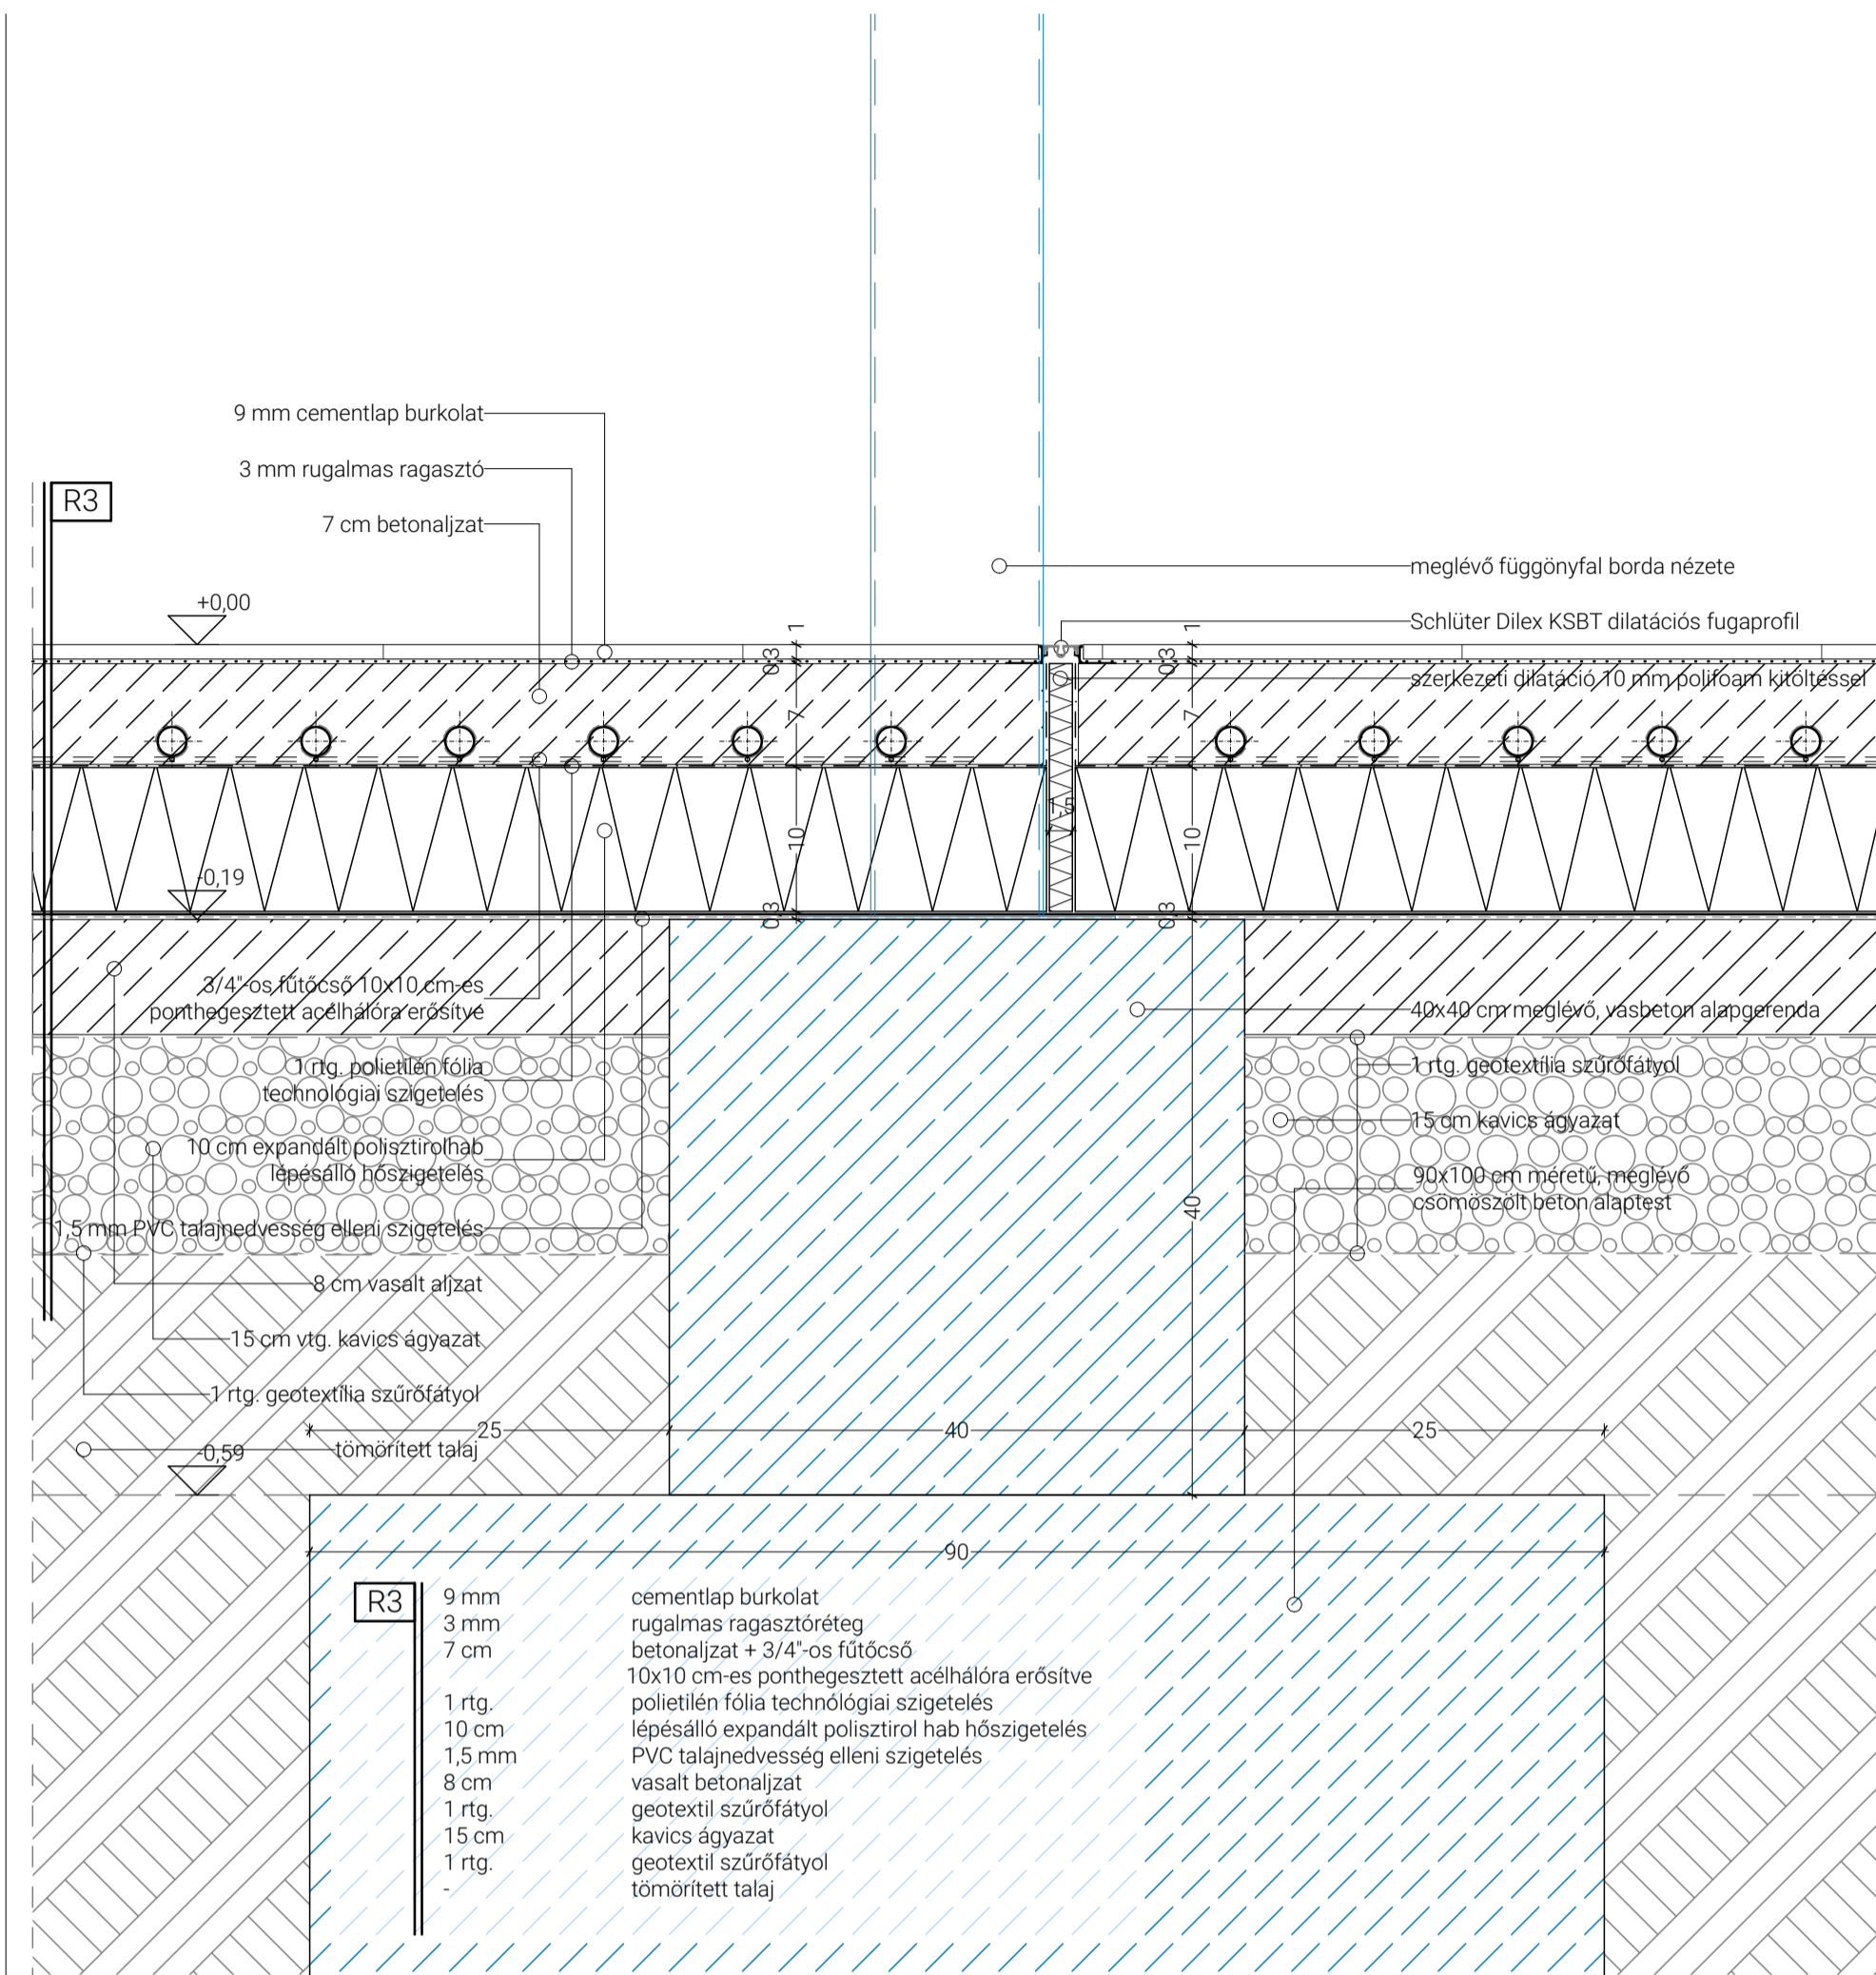 9 mm cementlap burkolat
3 mm rugalmas ragasztó
R3
7 cm betonaljzat
meglévő függönyfal borda nézete
+0,00
Schlüter Dilex KSBT dilatációs fugaprofil
1
1
0,3
0,3
szerkezeti dilatáció 10 mm polifoam kitöltéssel
7
7
1,5
10
10
-0,19
0,3
0,3
3/4"-os fűtőcső 10x10 cm-es
ponthegesztett acélhálóra erősítve
40x40 cm meglévő, vasbeton alapgerenda
1 rtg. polietilén fólia
technológiai szigetelés
1 rtg. geotextília szűrőfátyol
15 cm kavics ágyazat
10 cm expandált polisztirolhab
lépésálló hőszigetelés
90x100 cm méretű, meglévő
csömöszölt beton alaptest
40
1,5 mm PVC talajnedvesség elleni szigetelés
8 cm vasalt aljzat
15 cm vtg. kavics ágyazat
1 rtg. geotextília szűrőfátyol
25
40
25
-0,59
tömörített talaj
90
R3
9 mm cementlap burkolat
3 mm rugalmas ragasztóréteg
7 cm betonaljzat + 3/4"-os fűtőcső
10x10 cm-es ponthegesztett acélhálóra erősítve
1 rtg. polietilén fólia technólógiai szigetelés
10 cm lépésálló expandált polisztirol hab hőszigetelés
1,5 mm PVC talajnedvesség elleni szigetelés
8 cm vasalt betonaljzat
1 rtg. geotextil szűrőfátyol
15 cm kavics ágyazat
1 rtg. geotextil szűrőfátyol
- tömörített talaj